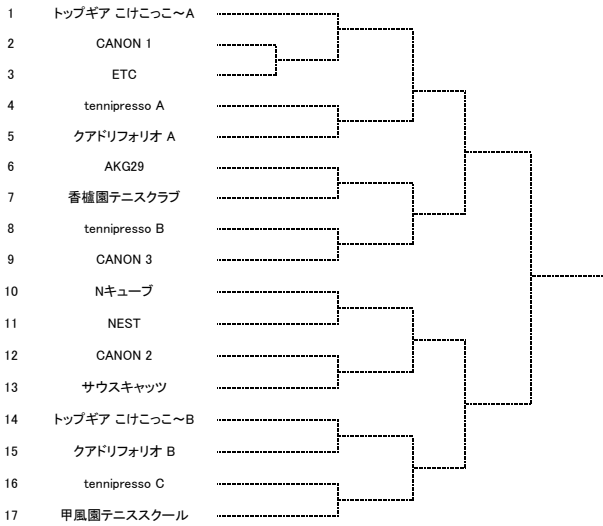 1 トップギア こけこっこ～A
2 CANON 1
3 ETC
4 tennipresso A
5 クアドリフォリオ A
6 AKG29
7 香櫨園テニスクラブ
8 tennipresso B
9 CANON 3
10 Nキューブ
11 NEST
12 CANON 2
13 サウスキャッツ
14 トップギア こけこっこ～B
15 クアドリフォリオ B
16 tennipresso C
17 甲風園テニススクール